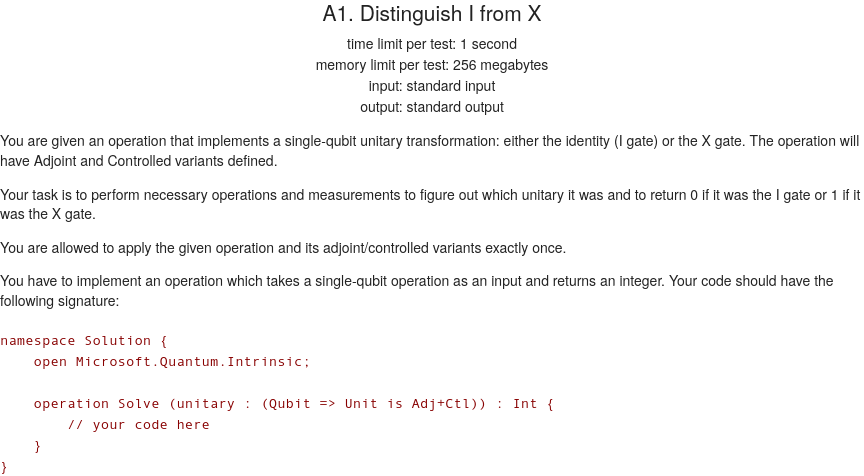 A1. Distinguish I from X
time limit per test: 1 second
memory limit per test: 256 megabytes
input: standard input
output: standard output
You are given an operation that implements a single-qubit unitary transformation: either the identity (I gate) or the X gate. The operation will
have Adjoint and Controlled variants defined.
Your task is to perform necessary operations and measurements to figure out which unitary it was and to return 0 if it was the I gate or 1 if it
was the X gate.
You are allowed to apply the given operation and its adjoint/controlled variants exactly once.
You have to implement an operation which takes a single-qubit operation as an input and returns an integer. Your code should have the
following signature:
namespace Solution {
    open Microsoft.Quantum.Intrinsic;
    operation Solve (unitary : (Qubit => Unit is Adj+Ctl)) : Int {
        // your code here
    }
}